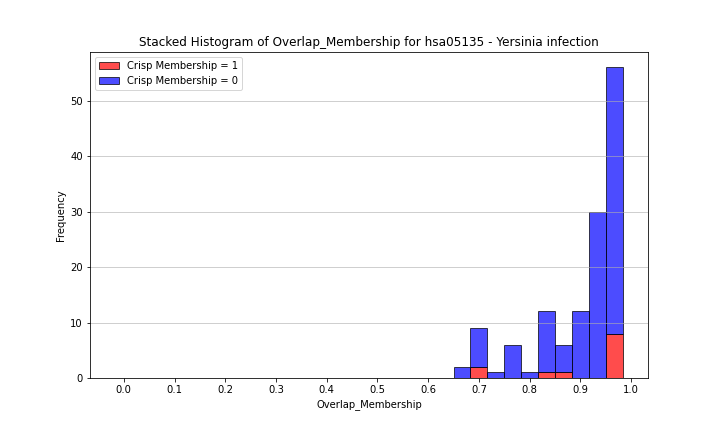 Stacked Histogram of Overlap_Membership for hsa05135 - Yersinia infection
Crisp Membership = 1
Crisp Membership = 0
Frequency
50
40
30
20
10
0
0.0 0.1 0.2 0.3 0.4 0.5 0.6 0.7 0.8 0.9 1.0
Overlap_Membership